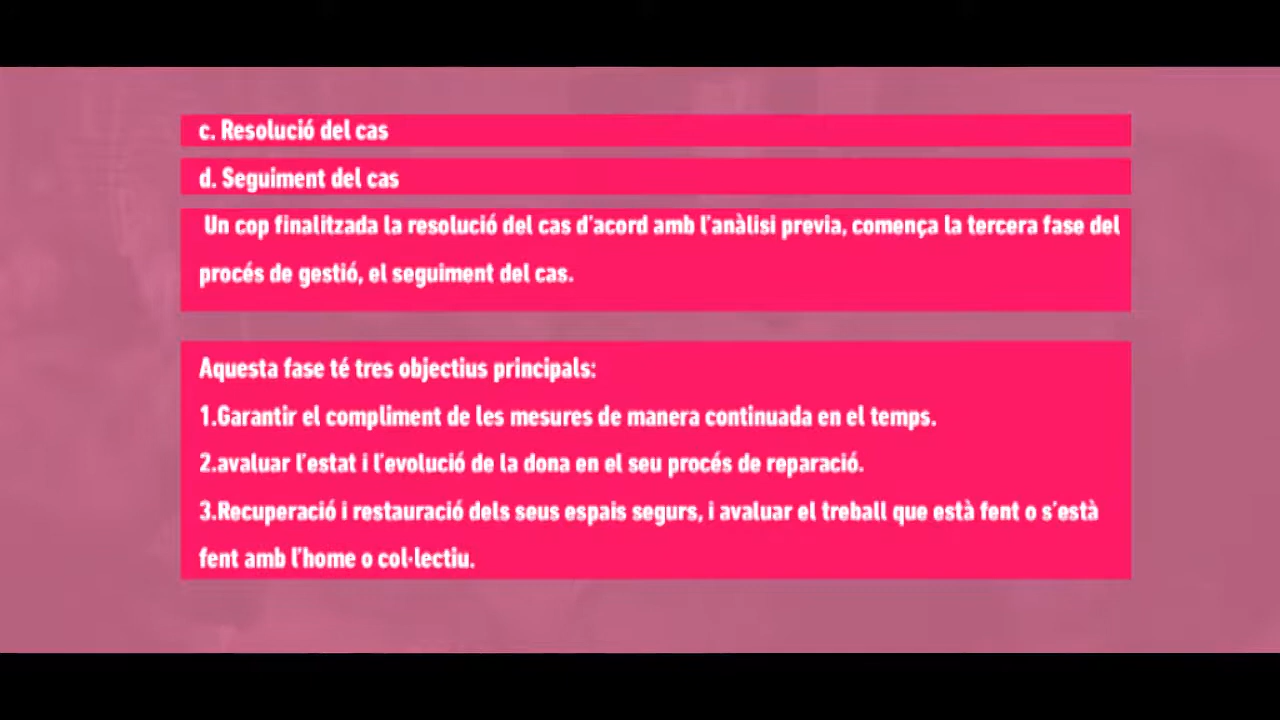 c. Resolució del cas
d. Seguiment del cas
Un cop finalitzada la resolució del cas d'acord amb l'anàlisi previa, comença la tercera fase del
procés de gestió, el seguiment del cas.
Aquesta fase té tres objectius principals:
1.Garantir el compliment de les mesures de manera continuada en el temps.
2.avaluar l'estat i l'evolució de la dona en el seu procés de reparació.
3.Recuperació i restauració dels seus espais segurs, i avaluar el treball que està fent o s'està
fent amb l'home o col·lectiu.